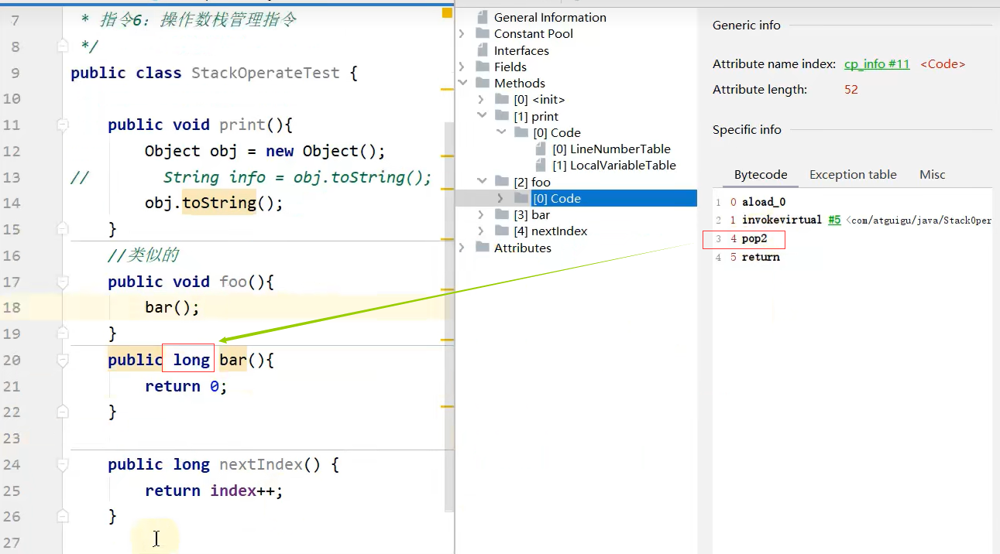 7 * 指令6：操作数栈管理指令
8 */
9 public class StackOperateTest {
10
11 public void print(){
12 Object obj = new Object();
13 // String info = obj.toString();
14 obj.toString();
15 }
16 //类似的
17 public void foo(){
18 bar();
19 }
20 public long bar(){
21 return 0;
22 }
23
24 public long nextIndex() {
25 return index++;
26 }
27
General Information
Constant Pool
Interfaces
Fields
Methods
[0] <init>
[1] print
[0] Code
[0] LineNumberTable
[1] LocalVariableTable
[2] foo
[0] Code
[3] bar
[4] nextIndex
Attributes
Generic info
Attribute name index: cp_info #11 <Code>
Attribute length: 52
Specific info
Bytecode Exception table Misc
1 0 aload_0
2 1 invokevirtual #5 <com/atguigu/java/StackOper
3 4 pop2
4 5 return